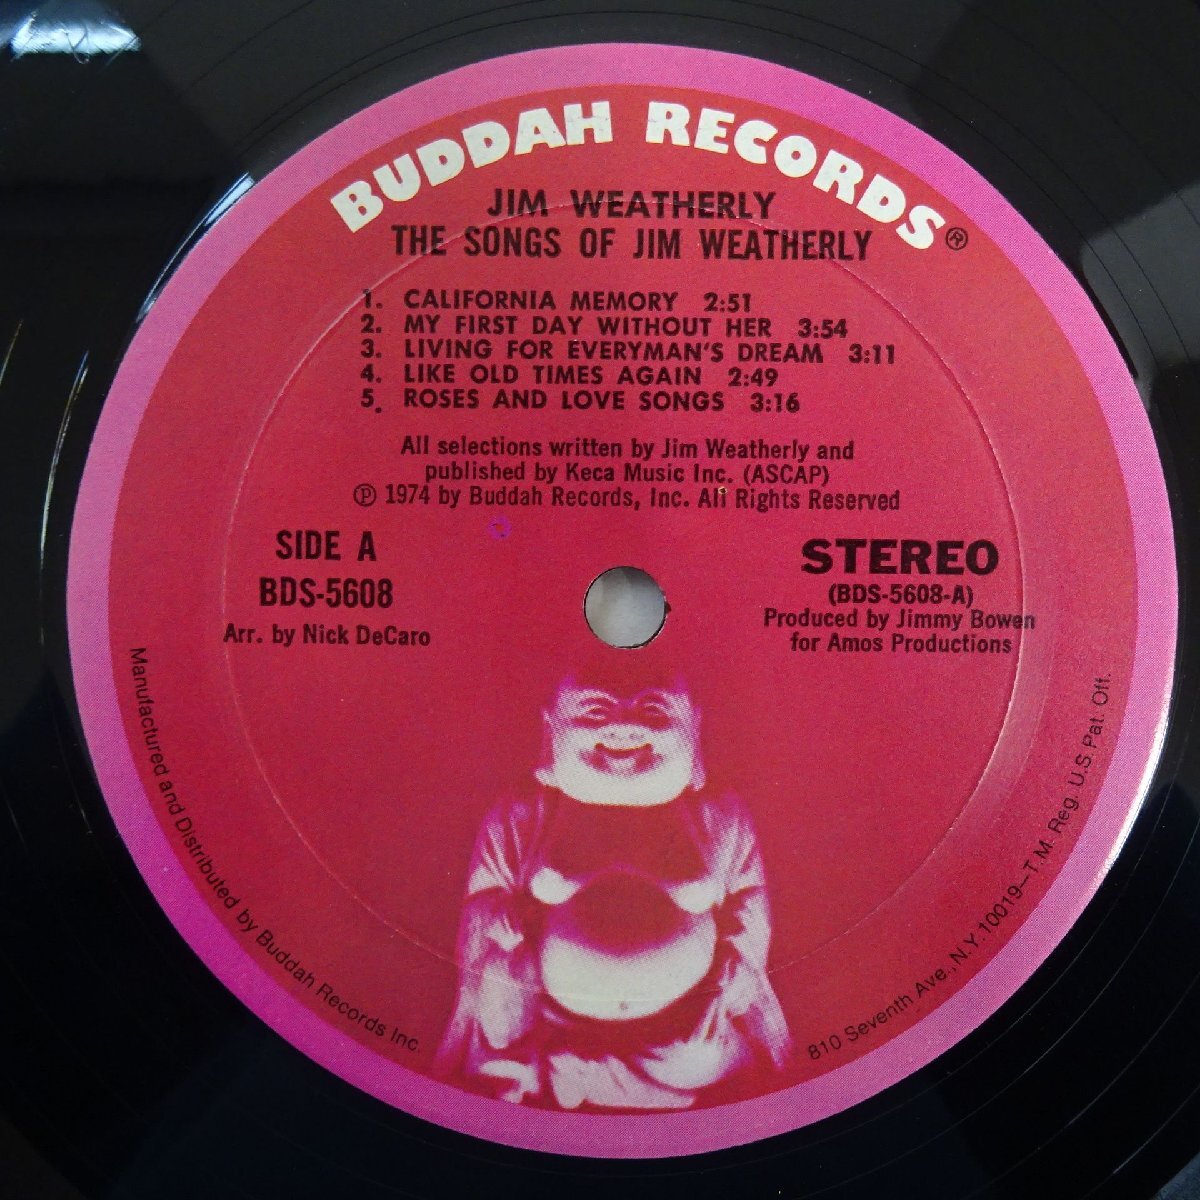 BUDDAH RECORDS®
JIM WEATHERLY
THE SONGS OF JIM WEATHERLY
1. CALIFORNIA MEMORY 2:51
2. MY FIRST DAY WITHOUT HER 3:54
3. LIVING FOR EVERYMAN'S DREAM 3:11
4. LIKE OLD TIMES AGAIN 2:49
5. ROSES AND LOVE SONGS 3:16
All selections written by Jim Weatherly and
published by Keca Music Inc. (ASCAP)
℗ 1974 by Buddah Records, Inc. All Rights Reserved
SIDE A
BDS-5608
Arr. by Nick DeCaro
STEREO
(BDS-5608-A)
Produced by Jimmy Bowen
for Amos Productions
Manufactured and Distributed by Buddah Records Inc.
810 Seventh Ave., N.Y. 10019—T.M. Reg. U.S. Pat. Off.